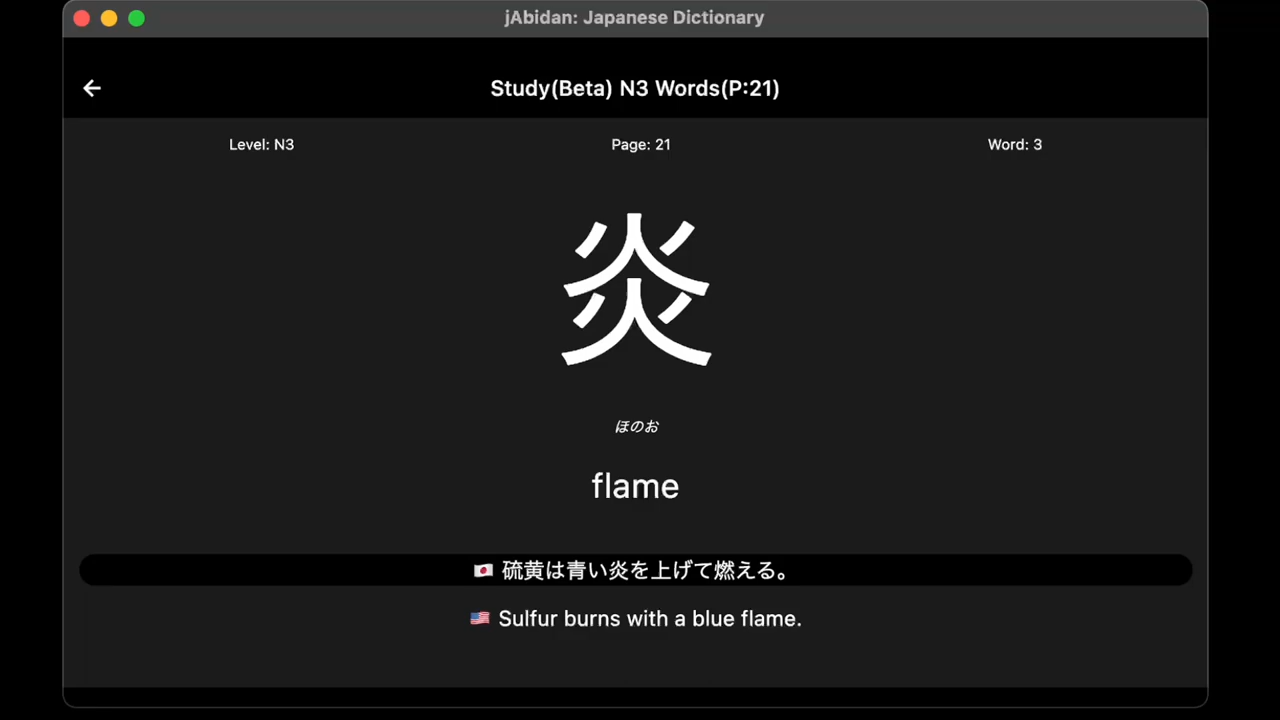 jAbidan: Japanese Dictionary
Study(Beta) N3 Words(P:21)
Level: N3
Page: 21
Word: 3
炎
ほのお
flame
🇯🇵 硫黄は青い炎を上げて燃える。
🇺🇸 Sulfur burns with a blue flame.